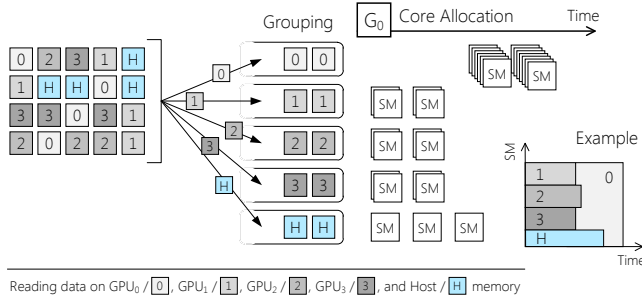 Grouping
G₀ Core Allocation Time
0 2 3 1 H
1 H H 0 H
3 3 0 3 1
2 0 2 2 1
0 0 0 SM SM
1 1 1 SM SM
2 2 2 SM SM
3 3 3 SM SM
H H H SM SM SM
Example
SM
1 0
2
3
H
Time
Reading data on GPU₀ / 0, GPU₁ / 1, GPU₂ / 2, GPU₃ / 3, and Host / H memory